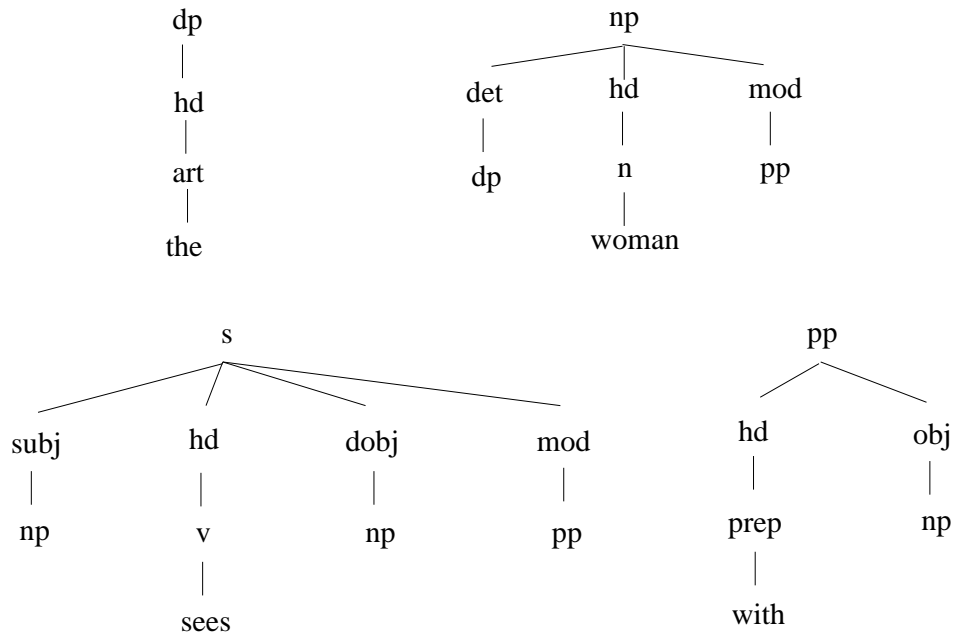 dp
np
hd
det hd mod
art
dp n pp
the
woman
s
pp
subj hd dobj mod
hd obj
np v np pp
prep np
sees
with